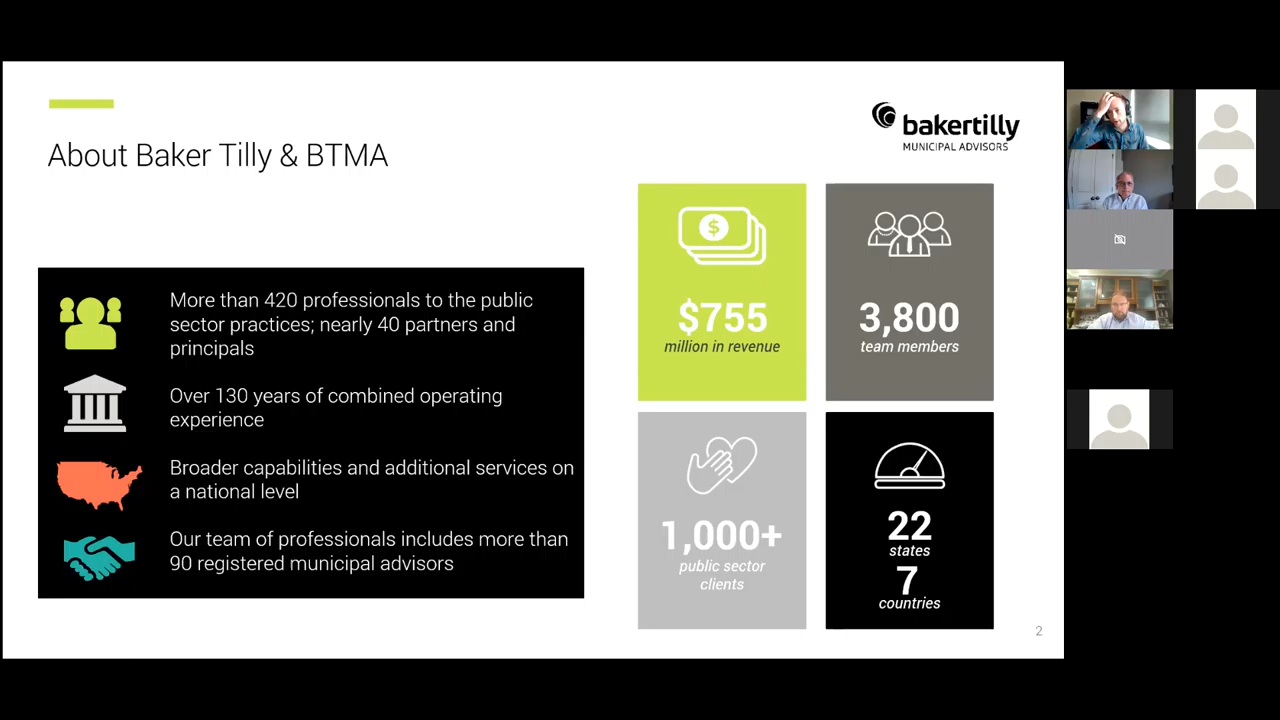 About Baker Tilly & BTMA
bakertilly
MUNICIPAL ADVISORS
More than 420 professionals to the public
sector practices; nearly 40 partners and
principals
Over 130 years of combined operating
experience
Broader capabilities and additional services on
a national level
Our team of professionals includes more than
90 registered municipal advisors
$
$755
million in revenue
3,800
team members
1,000+
public sector
clients
22
states
7
countries
2